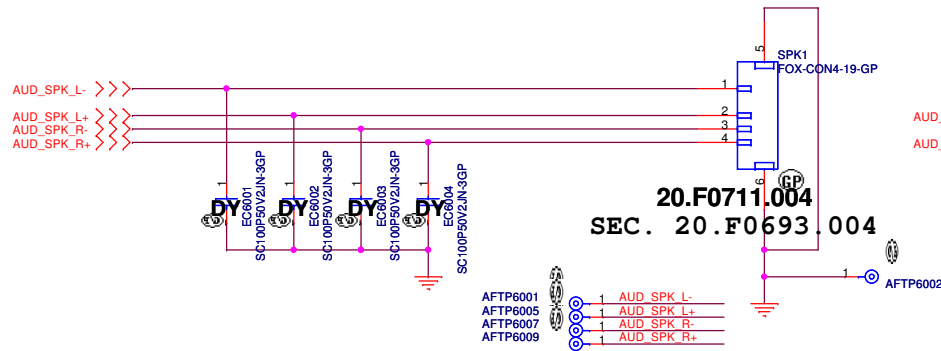 5
SPK1
FOX-CON4-19-GP
AUD_SPK_L- 1
AUD_SPK_L+ 2
AUD_SPK_R- 3
AUD_SPK_R+ 4
AUD_
AUD_
1 1 1 1
DY DY DY DY
EC6001
SC100P50V2JN-3GP
EC6002
SC100P50V2JN-3GP
EC6003
SC100P50V2JN-3GP
EC6004
SC100P50V2JN-3GP
6
GP
20.F0711.004
SEC. 20.F0693.004
1 AFTP6002
AFTP6001 1 AUD_SPK_L-
AFTP6005 1 AUD_SPK_L+
AFTP6007 1 AUD_SPK_R-
AFTP6009 1 AUD_SPK_R+